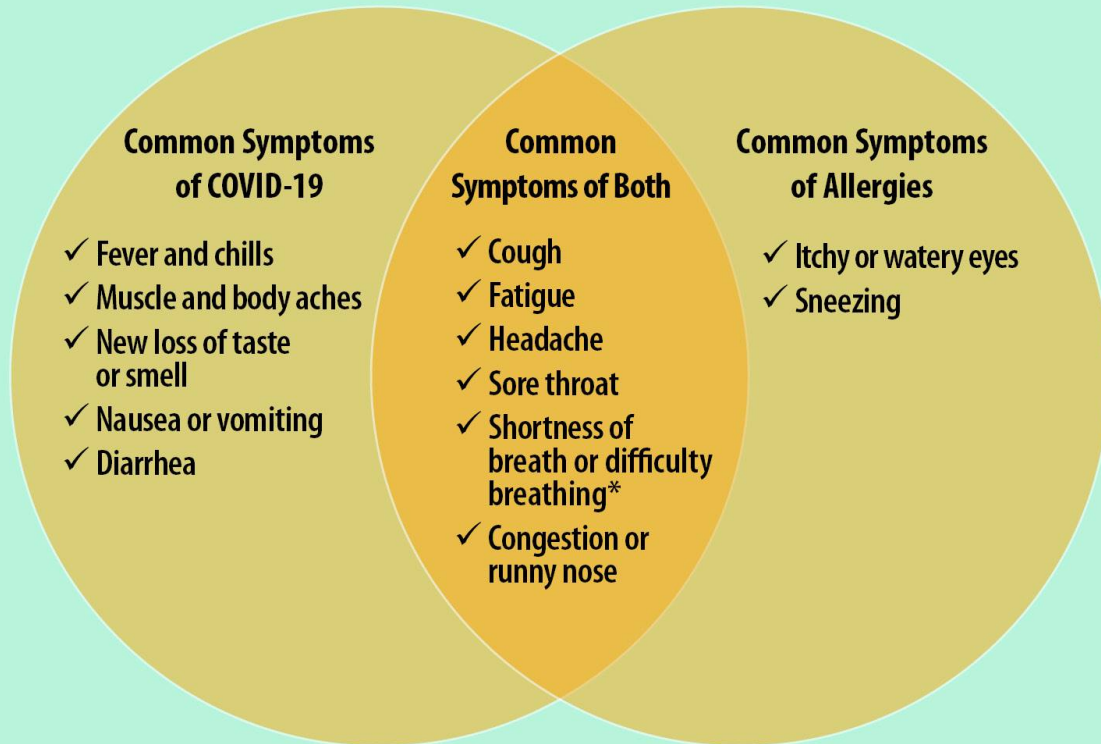 Common Symptoms
of COVID-19
✓ Fever and chills
✓ Muscle and body aches
✓ New loss of taste
or smell
✓ Nausea or vomiting
✓ Diarrhea
Common
Symptoms of Both
✓ Cough
✓ Fatigue
✓ Headache
✓ Sore throat
✓ Shortness of
breath or difficulty
breathing*
✓ Congestion or
runny nose
Common Symptoms
of Allergies
✓ Itchy or watery eyes
✓ Sneezing